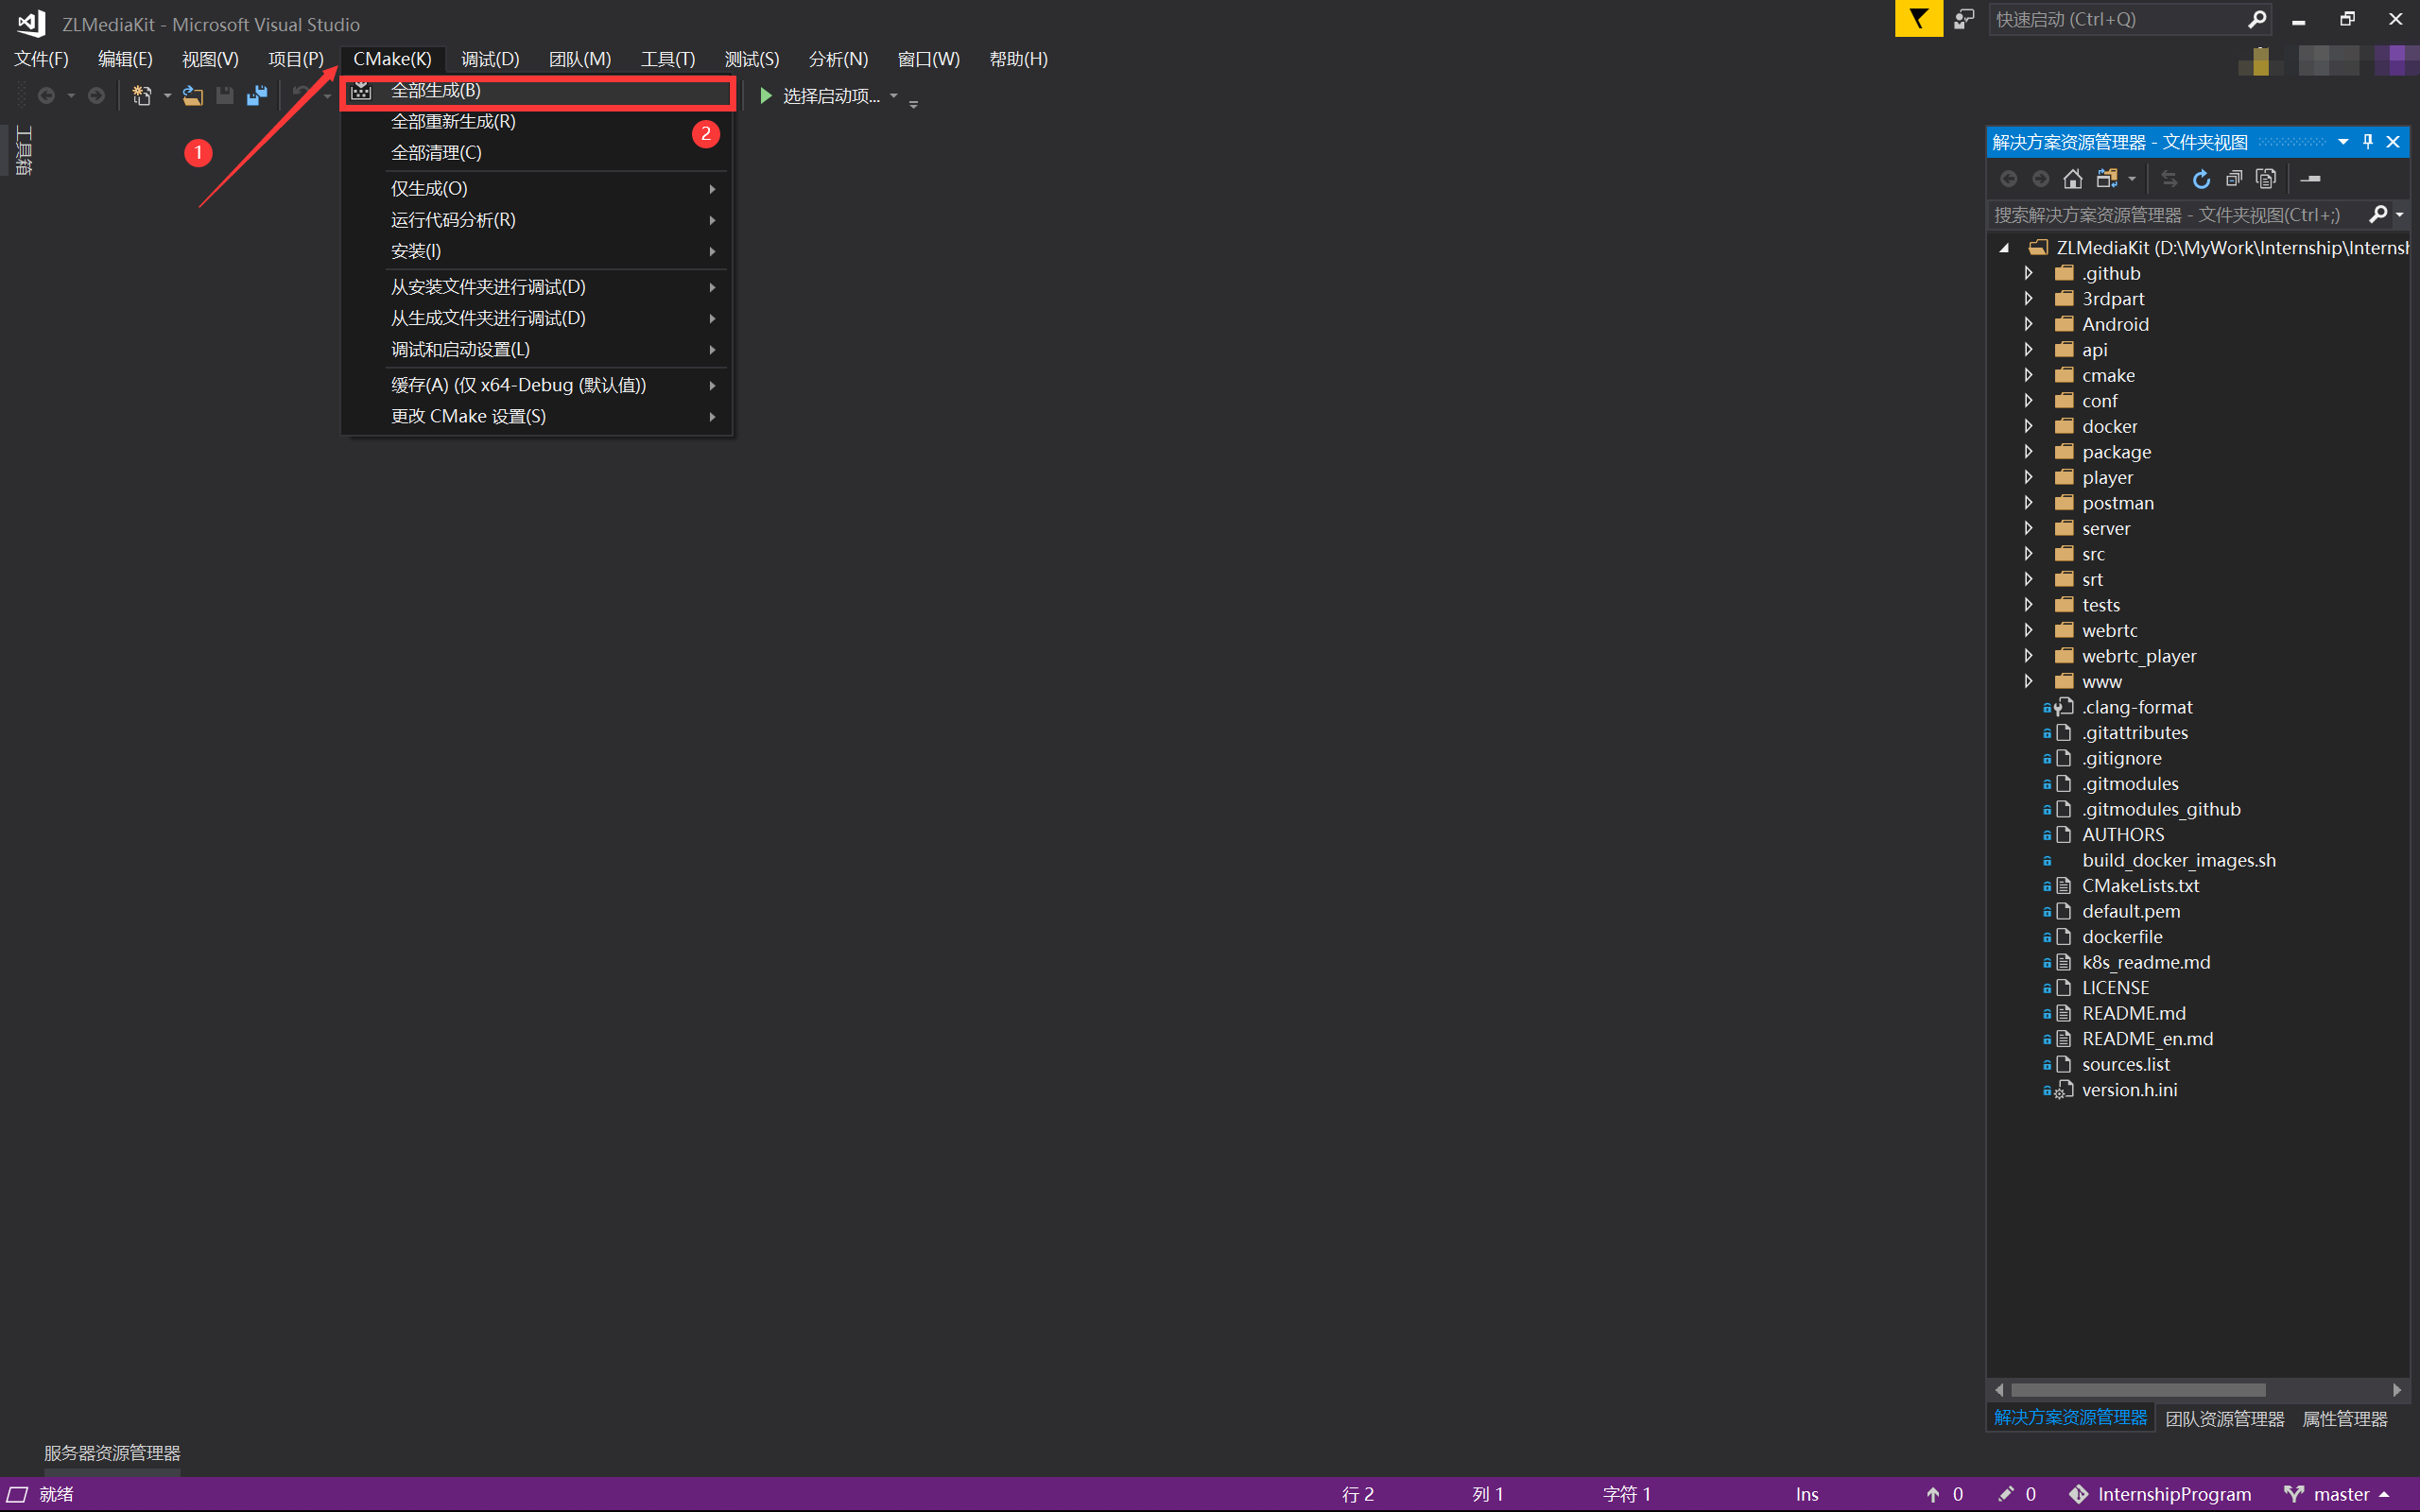 ZLMediaKit - Microsoft Visual Studio
快速启动 (Ctrl+Q)
文件(F) 编辑(E) 视图(V) 项目(P) CMake(K) 调试(D) 团队(M) 工具(T) 测试(S) 分析(N) 窗口(W) 帮助(H)
选择启动项...
工具箱
1
2
全部生成(B)
全部重新生成(R)
全部清理(C)
仅生成(O)
运行代码分析(R)
安装(I)
从安装文件夹进行调试(D)
从生成文件夹进行调试(D)
调试和启动设置(L)
缓存(A) (仅 x64-Debug (默认值))
更改 CMake 设置(S)
解决方案资源管理器 - 文件夹视图
搜索解决方案资源管理器 - 文件夹视图(Ctrl+;)
ZLMediaKit (D:\MyWork\Internship\Internsh
.github
3rdpart
Android
api
cmake
conf
docker
package
player
postman
server
src
srt
tests
webrtc
webrtc_player
www
.clang-format
.gitattributes
.gitignore
.gitmodules
.gitmodules_github
AUTHORS
build_docker_images.sh
CMakeLists.txt
default.pem
dockerfile
k8s_readme.md
LICENSE
README.md
README_en.md
sources.list
version.h.ini
解决方案资源管理器 团队资源管理器 属性管理器
服务器资源管理器
就绪 行 2 列 1 字符 1 Ins 0 0 InternshipProgram master